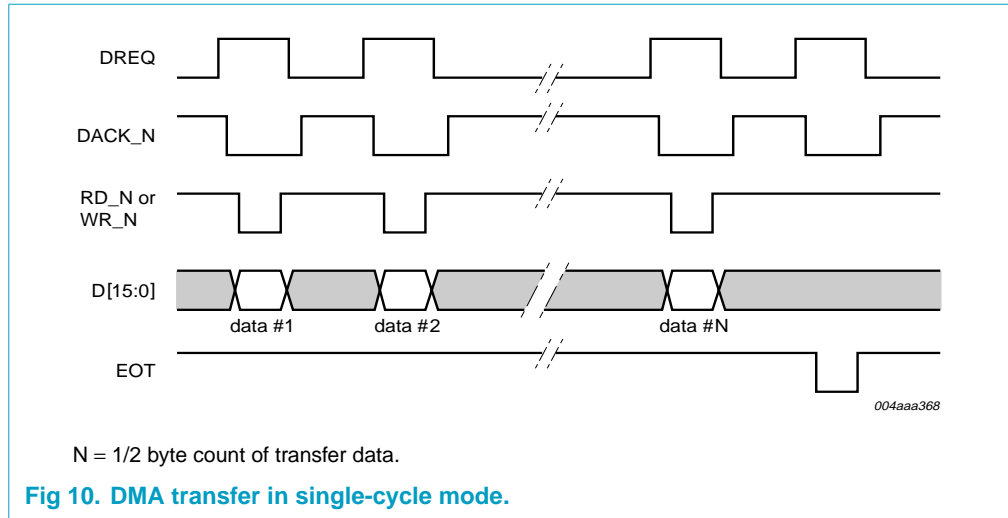 DREQ
DACK_N
RD_N or
WR_N
D[15:0]
data #1 data #2 data #N
EOT
004aaa368
N = 1/2 byte count of transfer data.
Fig 10. DMA transfer in single-cycle mode.